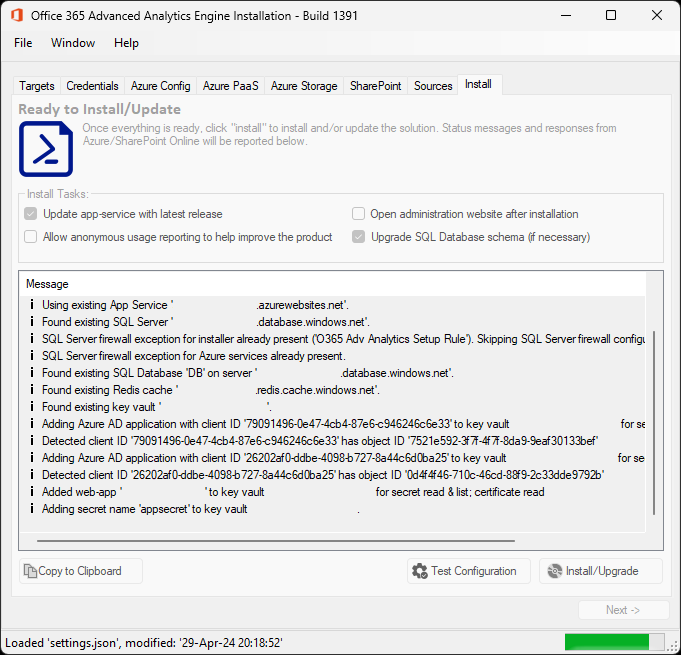 Office 365 Advanced Analytics Engine Installation - Build 1391
File Window Help
Targets Credentials Azure Config Azure PaaS Azure Storage SharePoint Sources Install
Ready to Install/Update
Once everything is ready, click "install" to install and/or update the solution. Status messages and responses from
Azure/SharePoint Online will be reported below.
Install Tasks:
Update app-service with latest release Open administration website after installation
Allow anonymous usage reporting to help improve the product Upgrade SQL Database schema (if necessary)
Message
Using existing App Service ' .azurewebsites.net'.
Found existing SQL Server ' .database.windows.net'.
SQL Server firewall exception for installer already present ('O365 Adv Analytics Setup Rule'). Skipping SQL Server firewall configu
SQL Server firewall exception for Azure services already present.
Found existing SQL Database 'DB' on server ' .database.windows.net'.
Found existing Redis cache ' .redis.cache.windows.net'.
Found existing key vault ' '.
Adding Azure AD application with client ID '79091496-0e47-4cb4-87e6-c946246c6e33' to key vault for se
Detected client ID '79091496-0e47-4cb4-87e6-c946246c6e33' has object ID '7521e592-3f7f-4f7f-8da9-9eaf30133bef'
Adding Azure AD application with client ID '26202af0-ddbe-4098-b727-8a44c6d0ba25' to key vault for se
Detected client ID '26202af0-ddbe-4098-b727-8a44c6d0ba25' has object ID '0d4f4f46-710c-46cd-88f9-2c33dde9792b'
Added web-app ' ' to key vault for secret read & list; certificate read
Adding secret name 'appsecret' to key vault .
Copy to Clipboard Test Configuration Install/Upgrade
Next ->
Loaded 'settings.json', modified: '29-Apr-24 20:18:52'